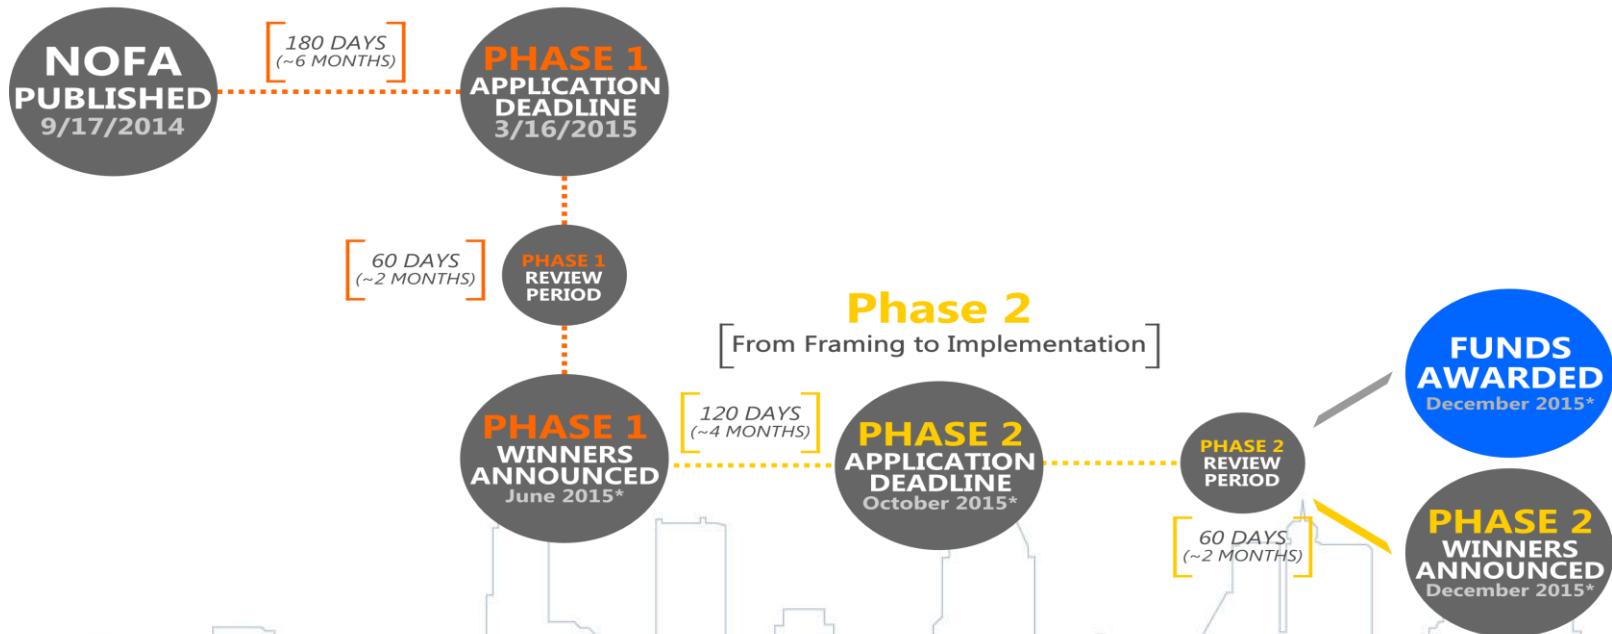 NOFA
PUBLISHED
9/17/2014
180 DAYS
(~6 MONTHS)
PHASE 1
APPLICATION
DEADLINE
3/16/2015
60 DAYS
(~2 MONTHS)
PHASE 1
REVIEW
PERIOD
PHASE 1
WINNERS
ANNOUNCED
June 2015*
Phase 2
From Framing to Implementation
120 DAYS
(~4 MONTHS)
PHASE 2
APPLICATION
DEADLINE
October 2015*
PHASE 2
REVIEW
PERIOD
60 DAYS
(~2 MONTHS)
FUNDS
AWARDED
December 2015*
PHASE 2
WINNERS
ANNOUNCED
December 2015*